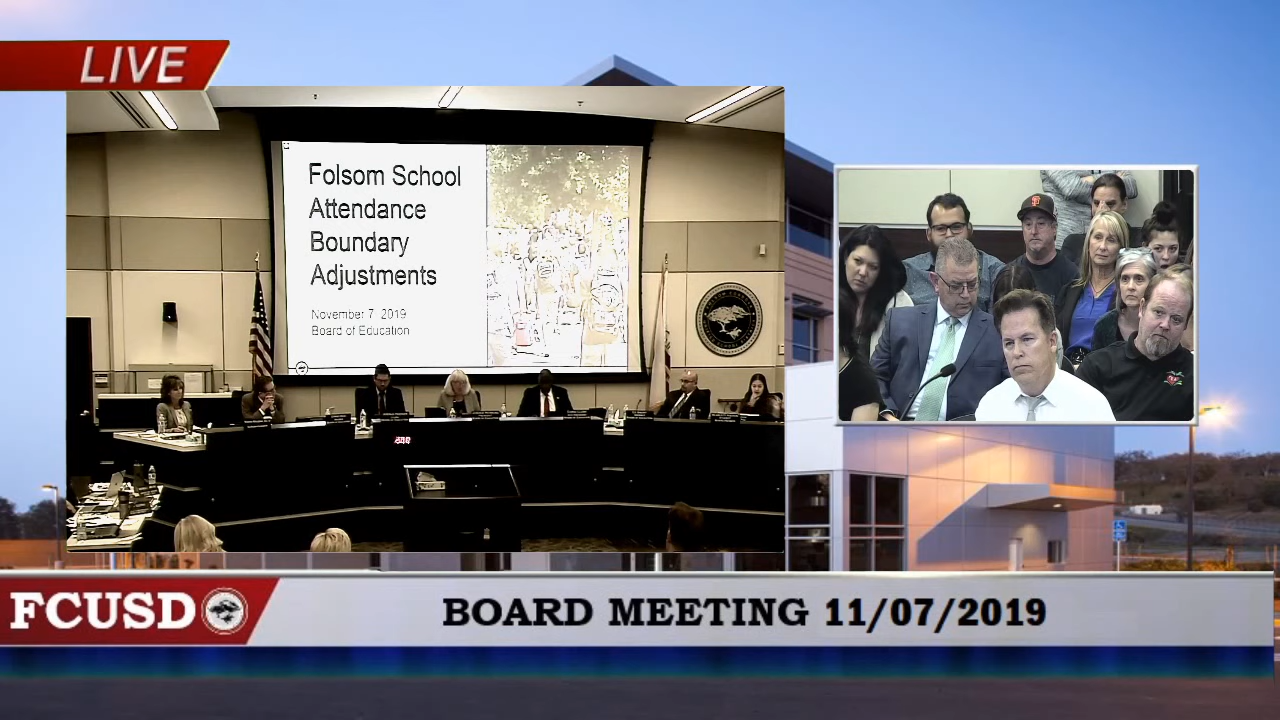 LIVE
Folsom School
Attendance
Boundary
Adjustments
November 7, 2019
Board of Education
FCUSD
BOARD MEETING 11/07/2019